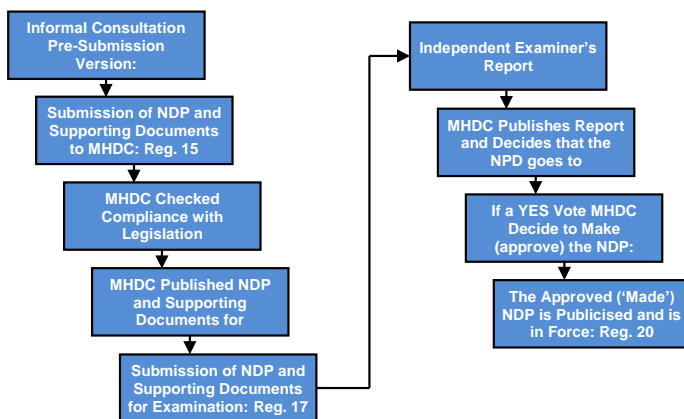 Informal Consultation
Pre-Submission
Version:
Submission of NDP and
Supporting Documents
to MHDC: Reg. 15
MHDC Checked
Compliance with
Legislation
MHDC Published NDP
and Supporting
Documents for
Submission of NDP and
Supporting Documents
for Examination: Reg. 17
Independent Examiner's
Report
MHDC Publishes Report
and Decides that the
NPD goes to
If a YES Vote MHDC
Decide to Make
(approve) the NDP:
The Approved (‘Made’)
NDP is Publicised and is
in Force: Reg. 20